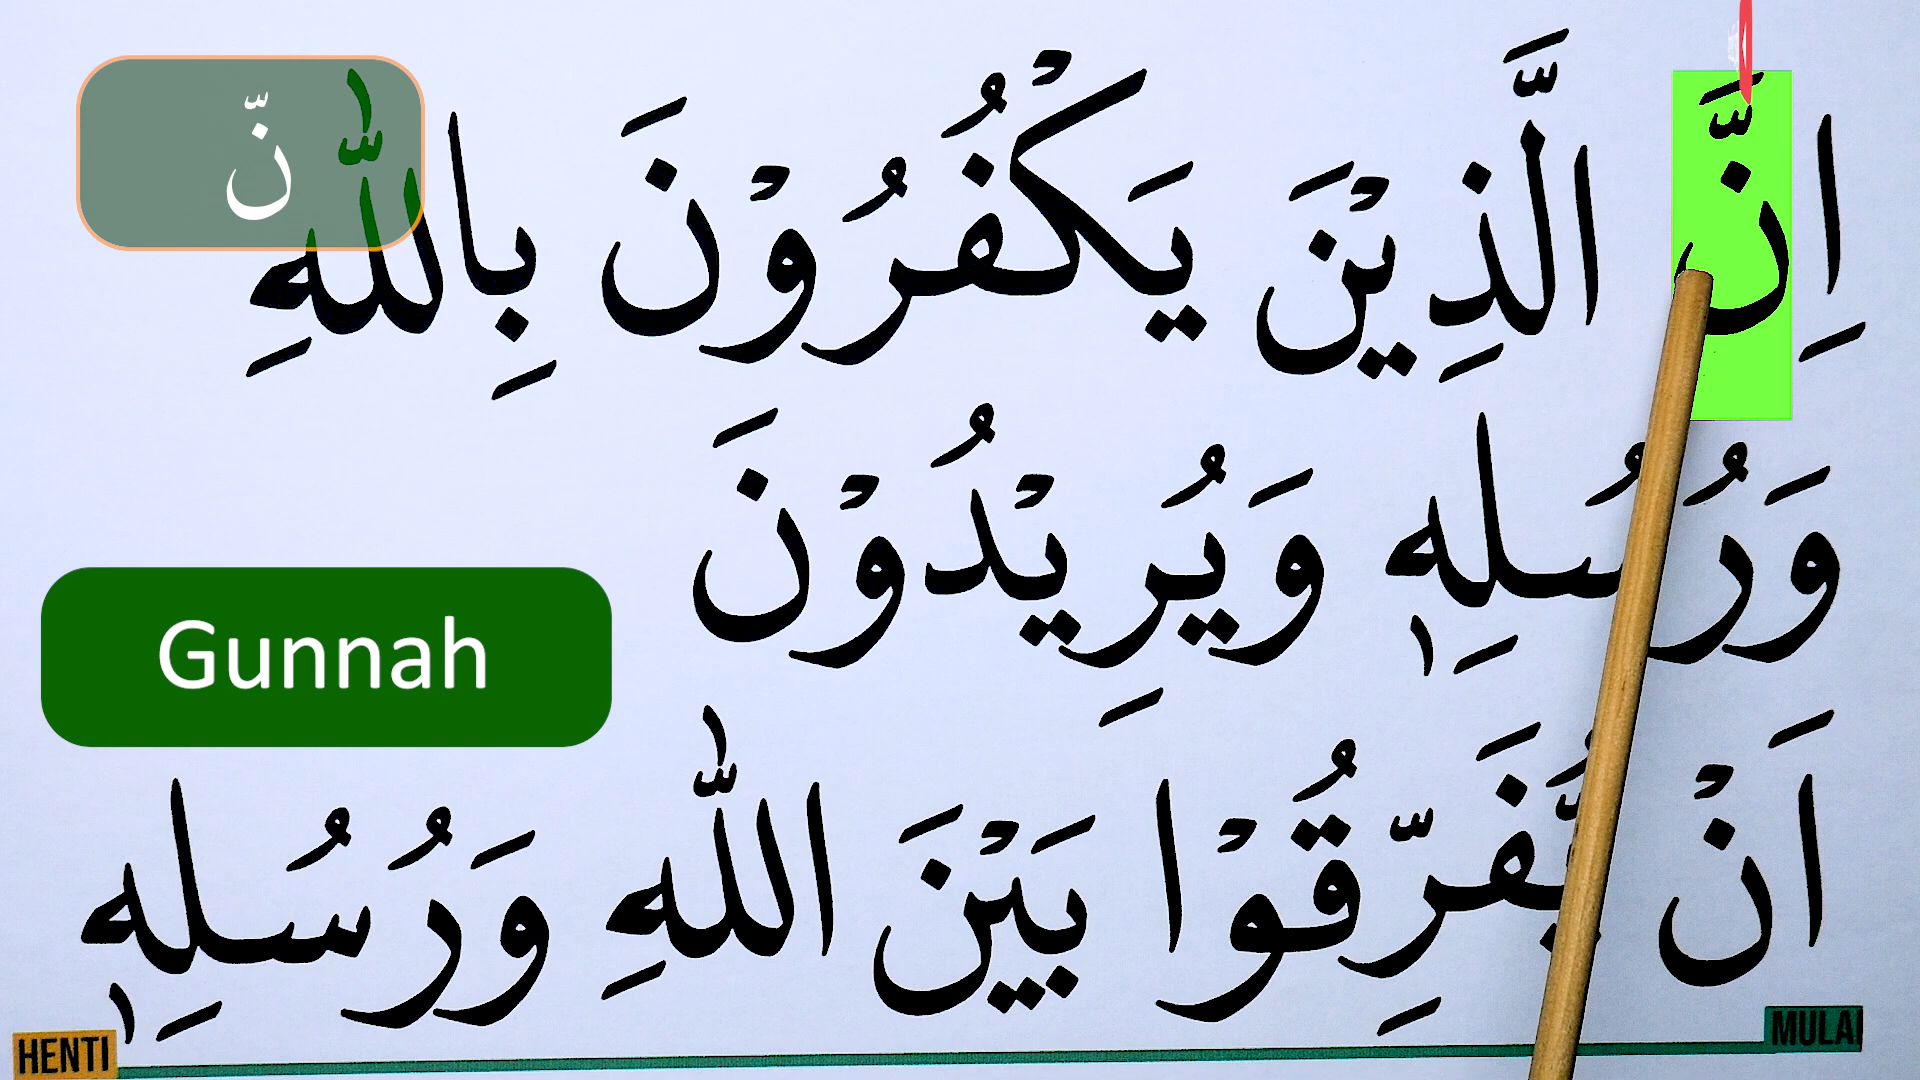 نّ
اِنَّ الَّذِيْنَ يَكْفُرُوْنَ بِاللّٰهِ
وَرُسُلِهٖ وَيُرِيْدُوْنَ
Gunnah
اَنْ يُّفَرِّقُوْا بَيْنَ اللّٰهِ وَرُسُلِهٖ
MULAI
HENTI